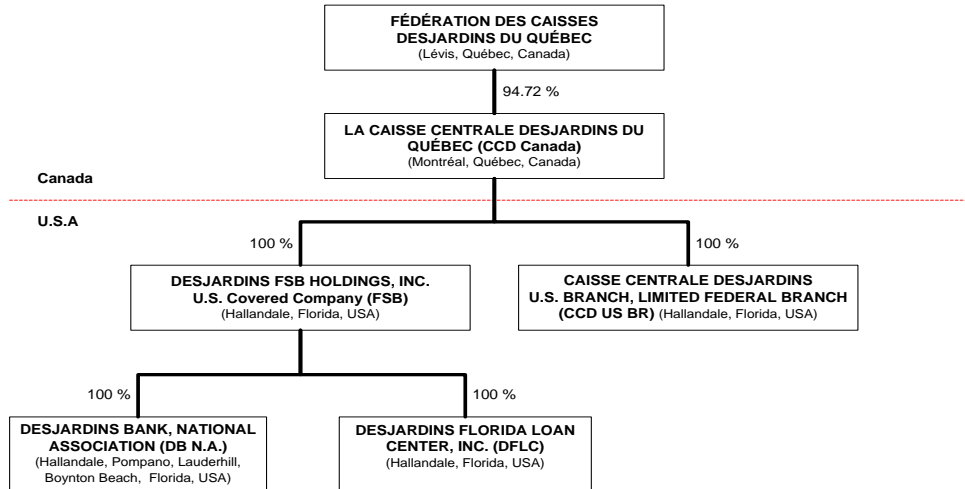 FÉDÉRATION DES CAISSES
DESJARDINS DU QUÉBEC
(Lévis, Québec, Canada)
94.72 %
LA CAISSE CENTRALE DESJARDINS DU
QUÉBEC (CCD Canada)
(Montréal, Québec, Canada)
Canada
U.S.A
100 %
100 %
DESJARDINS FSB HOLDINGS, INC.
U.S. Covered Company (FSB)
(Hallandale, Florida, USA)
CAISSE CENTRALE DESJARDINS
U.S. BRANCH, LIMITED FEDERAL BRANCH
(CCD US BR) (Hallandale, Florida, USA)
100 %
100 %
DESJARDINS BANK, NATIONAL
ASSOCIATION (DB N.A.)
(Hallandale, Pompano, Lauderhill,
Boynton Beach, Florida, USA)
DESJARDINS FLORIDA LOAN
CENTER, INC. (DFLC)
(Hallandale, Florida, USA)